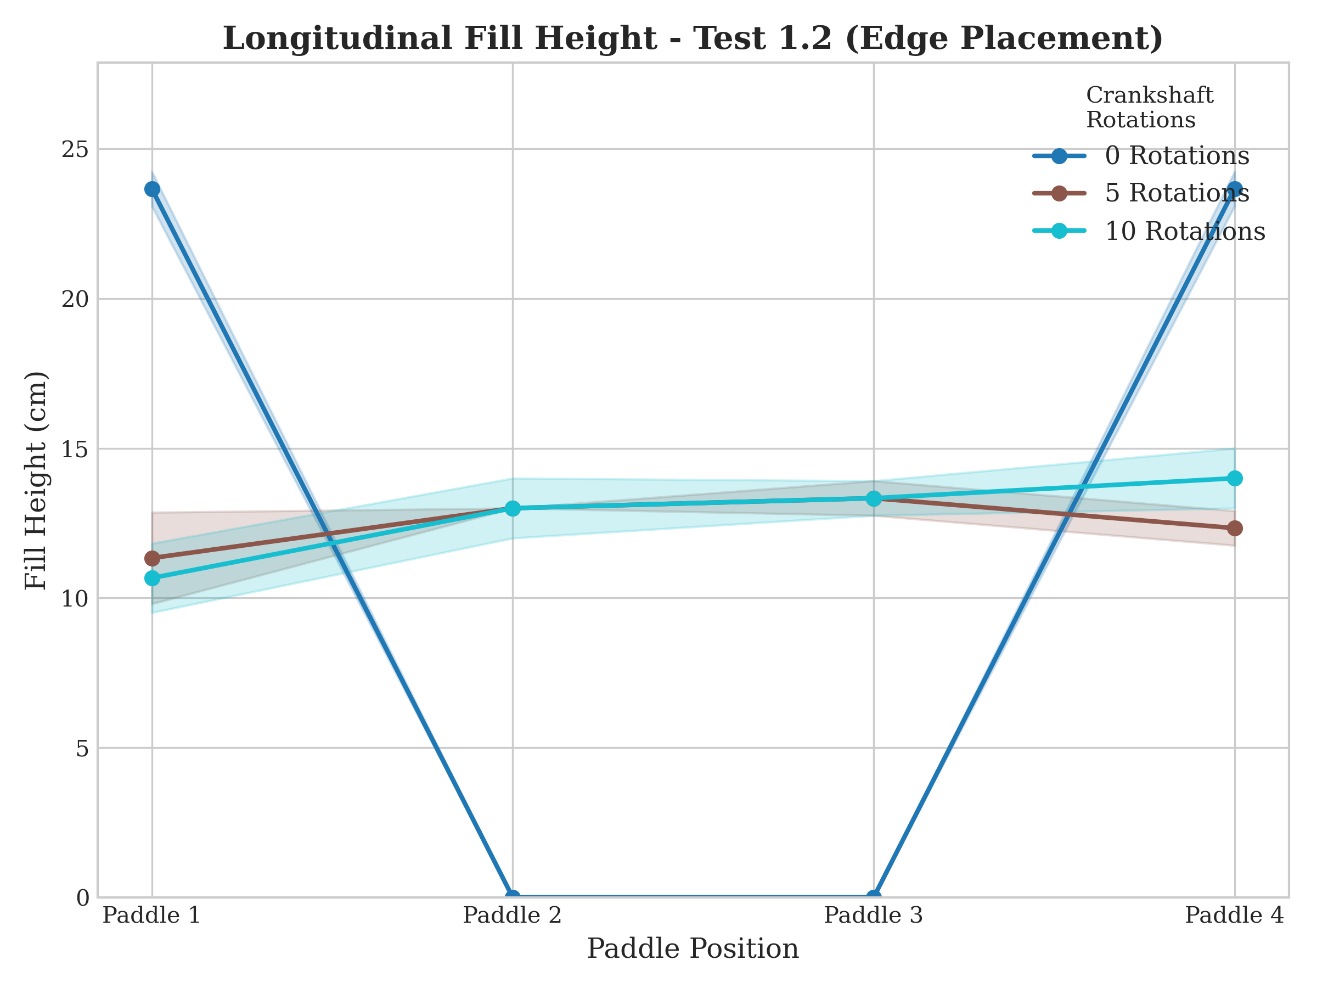 Longitudinal Fill Height - Test 1.2 (Edge Placement)
Crankshaft
Rotations
0 Rotations
5 Rotations
10 Rotations
Fill Height (cm)
25
20
15
10
5
0
Paddle 1
Paddle 2
Paddle 3
Paddle 4
Paddle Position